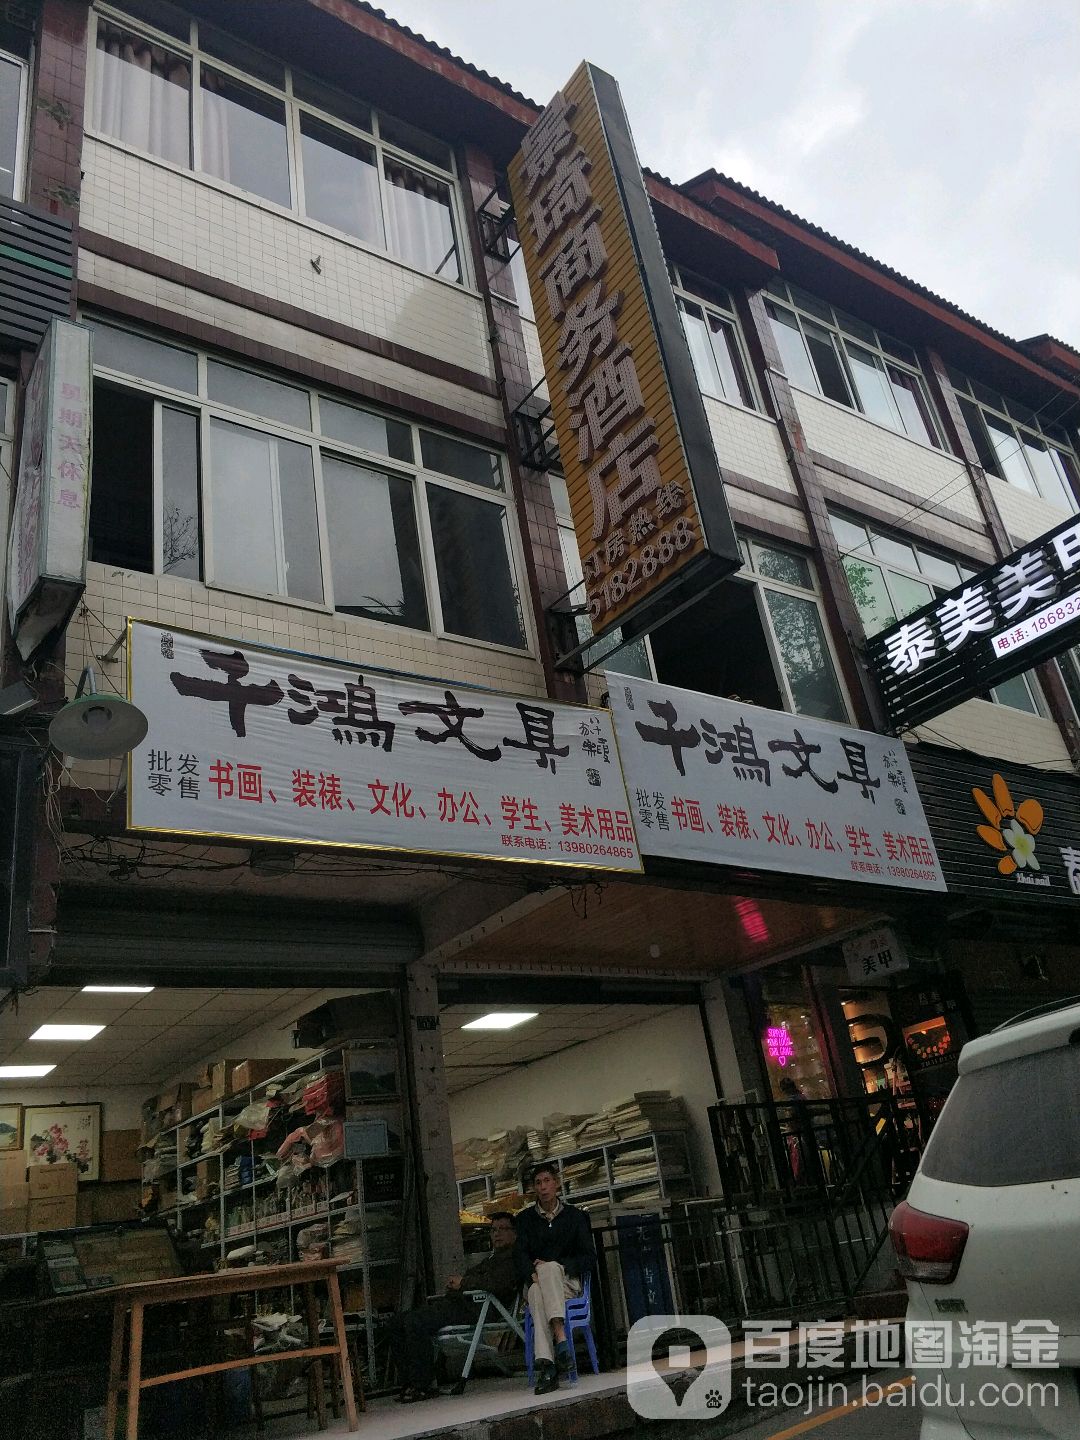 景琦商务酒店
订房热线
5182888
星期天休息
千鸿文具
批发
零售
书画、装裱、文化、办公、学生、美术用品
联系电话：13980264865
千鸿文具
批发
零售
书画、装裱、文化、办公、学生、美术用品
联系电话：13980264865
泰美美甲
电话：18683
泰
美甲
百度地图淘金
taojin.baidu.com